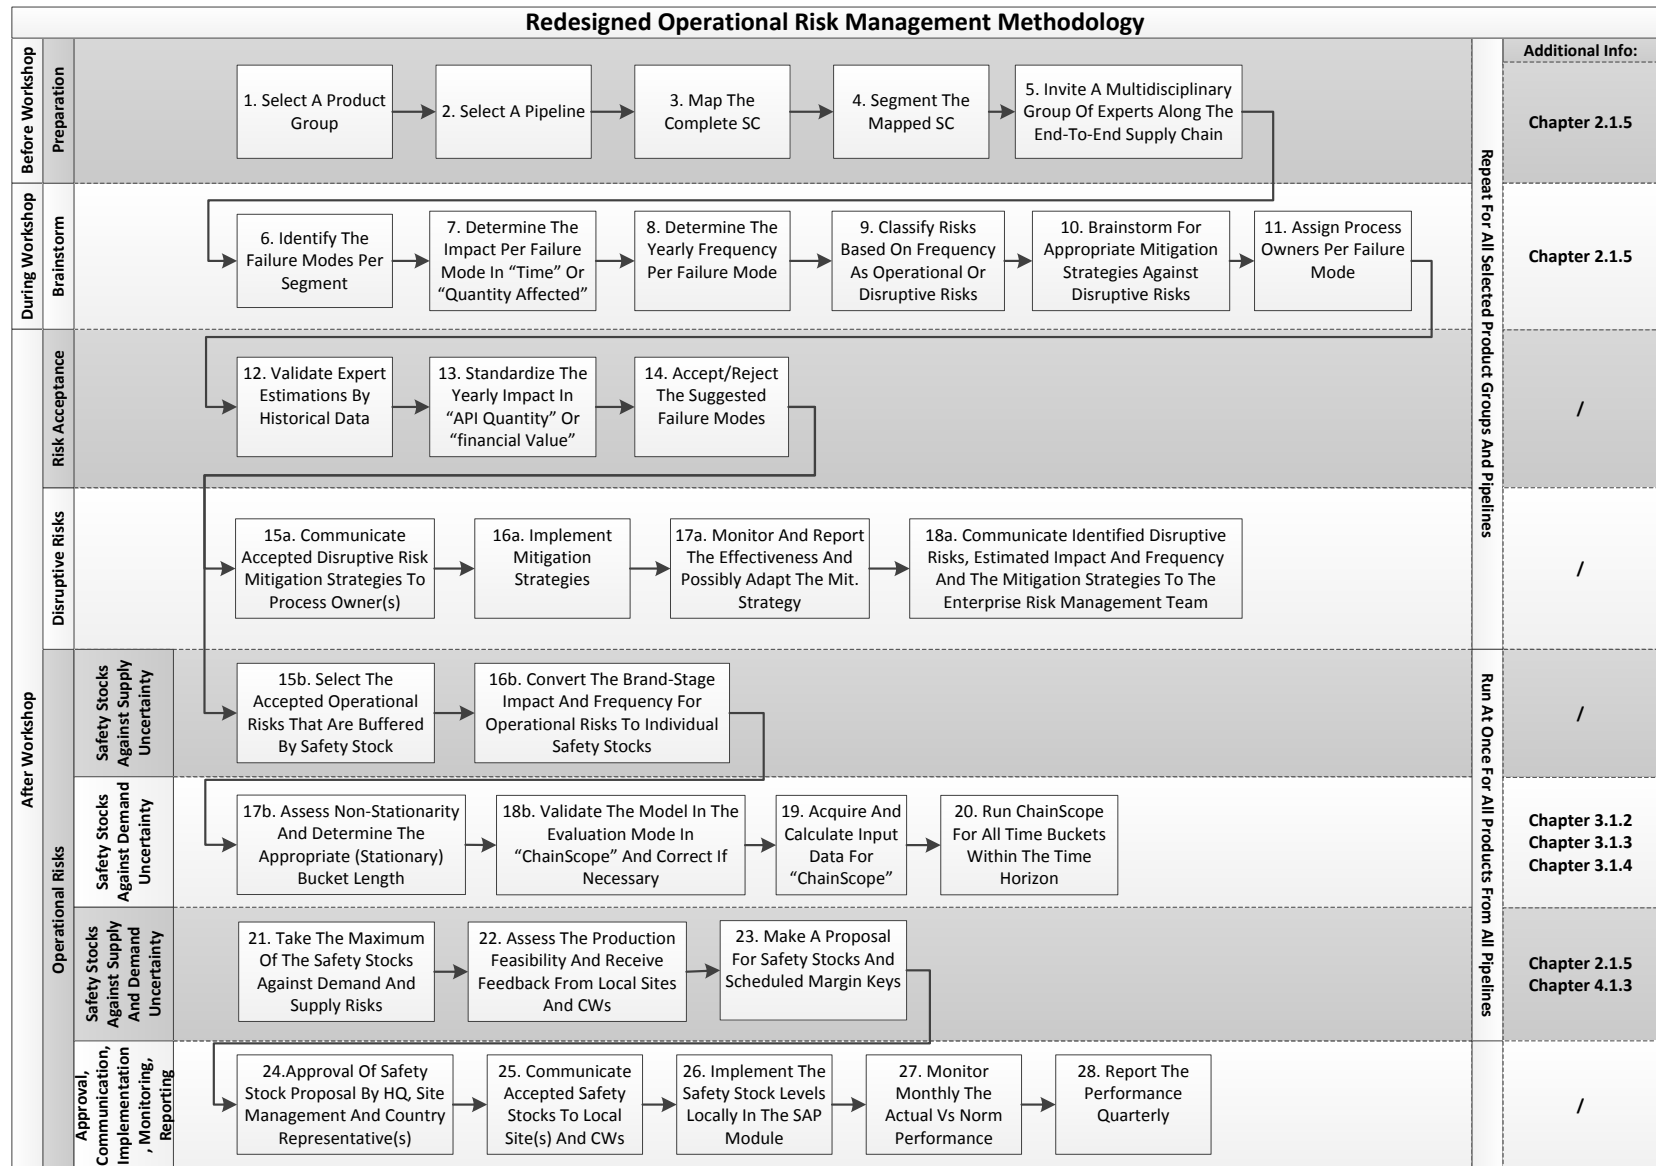 Redesigned Operational Risk Management Methodology
Before Workshop
Preparation
1. Select A Product
Group
2. Select A Pipeline
3. Map The
Complete SC
4. Segment The
Mapped SC
5. Invite A Multidisciplinary
Group Of Experts Along The
End-To-End Supply Chain
Repeat For All Selected Product Groups And Pipelines
Additional Info:
Chapter 2.1.5
During Workshop
Brainstorm
6. Identify The
Failure Modes Per
Segment
7. Determine The
Impact Per Failure
Mode In “Time” Or
“Quantity Affected”
8. Determine The
Yearly Frequency
Per Failure Mode
9. Classify Risks
Based On Frequency
As Operational Or
Disruptive Risks
10. Brainstorm For
Appropriate Mitigation
Strategies Against
Disruptive Risks
11. Assign Process
Owners Per Failure
Mode
Chapter 2.1.5
After Workshop
Risk Acceptance
12. Validate Expert
Estimations By
Historical Data
13. Standardize The
Yearly Impact In
“API Quantity” Or
“financial Value”
14. Accept/Reject
The Suggested
Failure Modes
/
Disruptive Risks
15a. Communicate
Accepted Disruptive Risk
Mitigation Strategies To
Process Owner(s)
16a. Implement
Mitigation
Strategies
17a. Monitor And Report
The Effectiveness And
Possibly Adapt The Mit.
Strategy
18a. Communicate Identified Disruptive
Risks, Estimated Impact And Frequency
And The Mitigation Strategies To The
Enterprise Risk Management Team
/
Operational Risks
Safety Stocks
Against Supply
Uncertainty
15b. Select The
Accepted Operational
Risks That Are Buffered
By Safety Stock
16b. Convert The Brand-Stage
Impact And Frequency For
Operational Risks To Individual
Safety Stocks
Run At Once For All Products From All Pipelines
/
Safety Stocks
Against Demand
Uncertainty
17b. Assess Non-Stationarity
And Determine The
Appropriate (Stationary)
Bucket Length
18b. Validate The Model In The
Evaluation Mode In
“ChainScope” And Correct If
Necessary
19. Acquire And
Calculate Input
Data For
“ChainScope”
20. Run ChainScope
For All Time Buckets
Within The Time
Horizon
Chapter 3.1.2
Chapter 3.1.3
Chapter 3.1.4
Safety Stocks
Against Supply
And Demand
Uncertainty
21. Take The Maximum
Of The Safety Stocks
Against Demand And
Supply Risks
22. Assess The Production
Feasibility And Receive
Feedback From Local Sites
And CWs
23. Make A Proposal
For Safety Stocks And
Scheduled Margin Keys
Chapter 2.1.5
Chapter 4.1.3
Approval,
Communication,
Implementation
, Monitoring,
Reporting
24.Approval Of Safety
Stock Proposal By HQ, Site
Management And Country
Representative(s)
25. Communicate
Accepted Safety
Stocks To Local
Site(s) And CWs
26. Implement The
Safety Stock Levels
Locally In The SAP
Module
27. Monitor
Monthly The
Actual Vs Norm
Performance
28. Report The
Performance
Quarterly
/